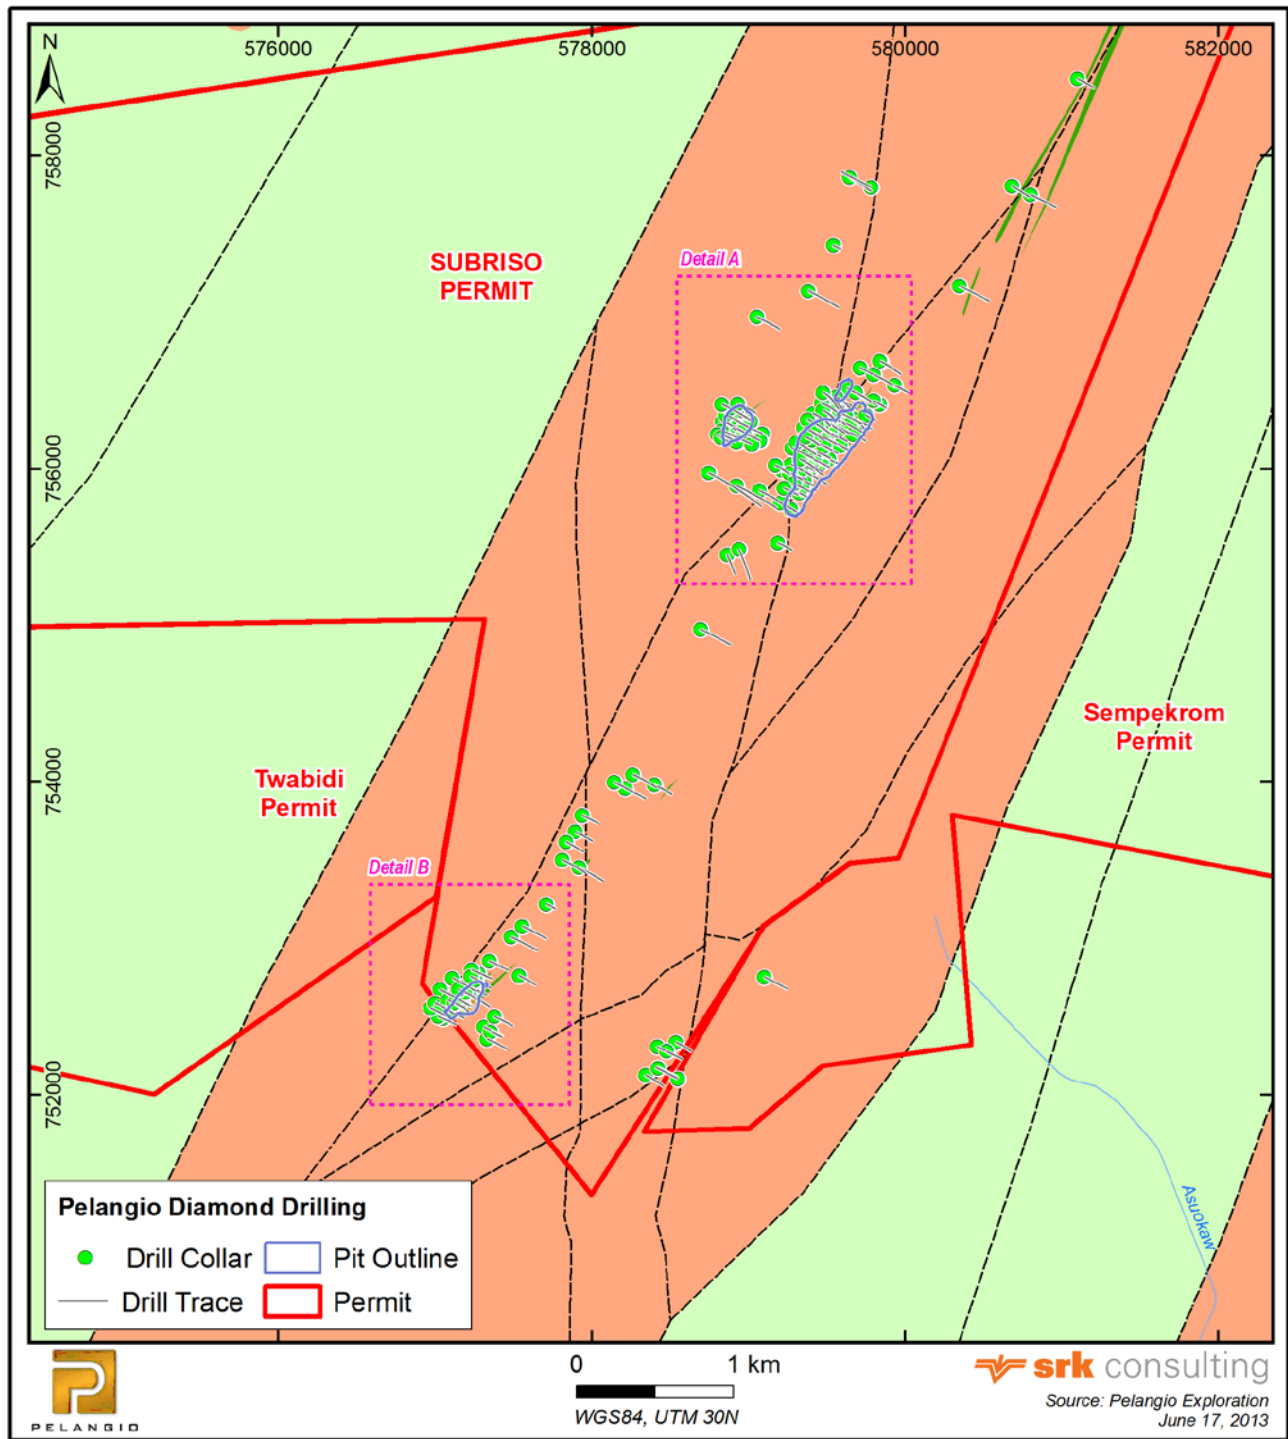 N
576000
578000
580000
582000
758000
756000
754000
752000
Detail A
SUBRISO
PERMIT
Sempekrom
Permit
Twabidi
Permit
Detail B
Asuokaw
Pelangio Diamond Drilling
Drill Collar
Pit Outline
Drill Trace
Permit
PELANGIO
0 1 km
WGS84, UTM 30N
srk consulting
Source: Pelangio Exploration
June 17, 2013